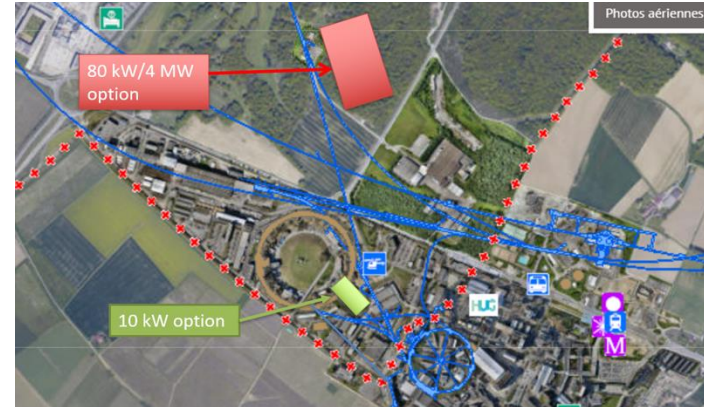 Photos aériennes
80 kW/4 MW
option
10 kW option
HUG
M